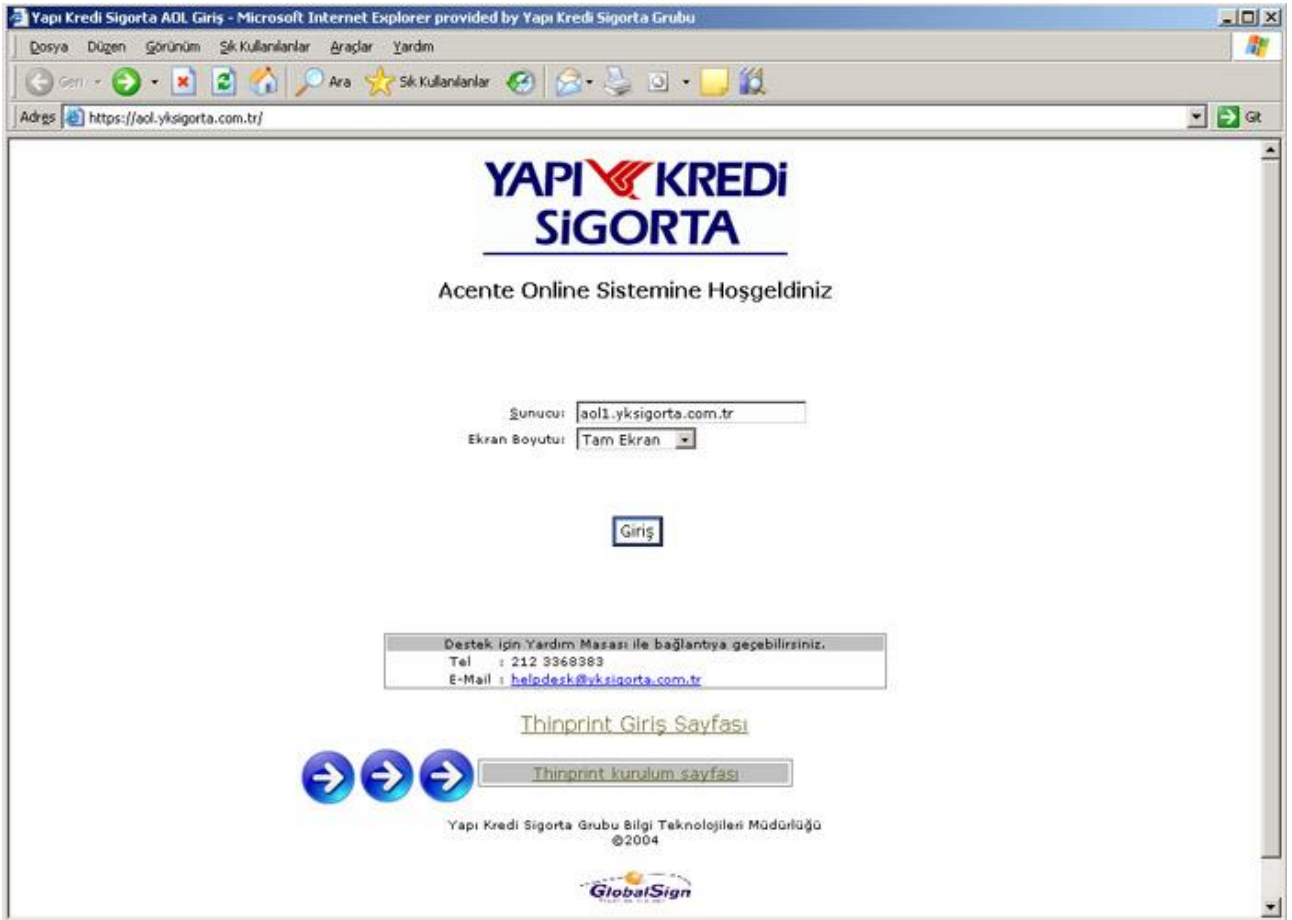 Yapı Kredi Sigorta AOL Giriş - Microsoft Internet Explorer provided by Yapı Kredi Sigorta Grubu
Dosya Düzen Görünüm Sık Kullanılanlar Araçlar Yardım
Geri Ara Sık Kullanılanlar
Adres https://aol.yksigorta.com.tr/ Git
YAPI KREDİ
SİGORTA
Acente Online Sistemine Hoşgeldiniz
Sunucu: aol1.yksigorta.com.tr
Ekran Boyutu: Tam Ekran
Giriş
Destek için Yardım Masası ile bağlantıya geçebilirsiniz.
Tel : 212 3368383
E-Mail : helpdesk@yksigorta.com.tr
Thinprint Giriş Sayfası
Thinprint kurulum sayfası
Yapı Kredi Sigorta Grubu Bilgi Teknolojileri Müdürlüğü
©2004
GlobalSign